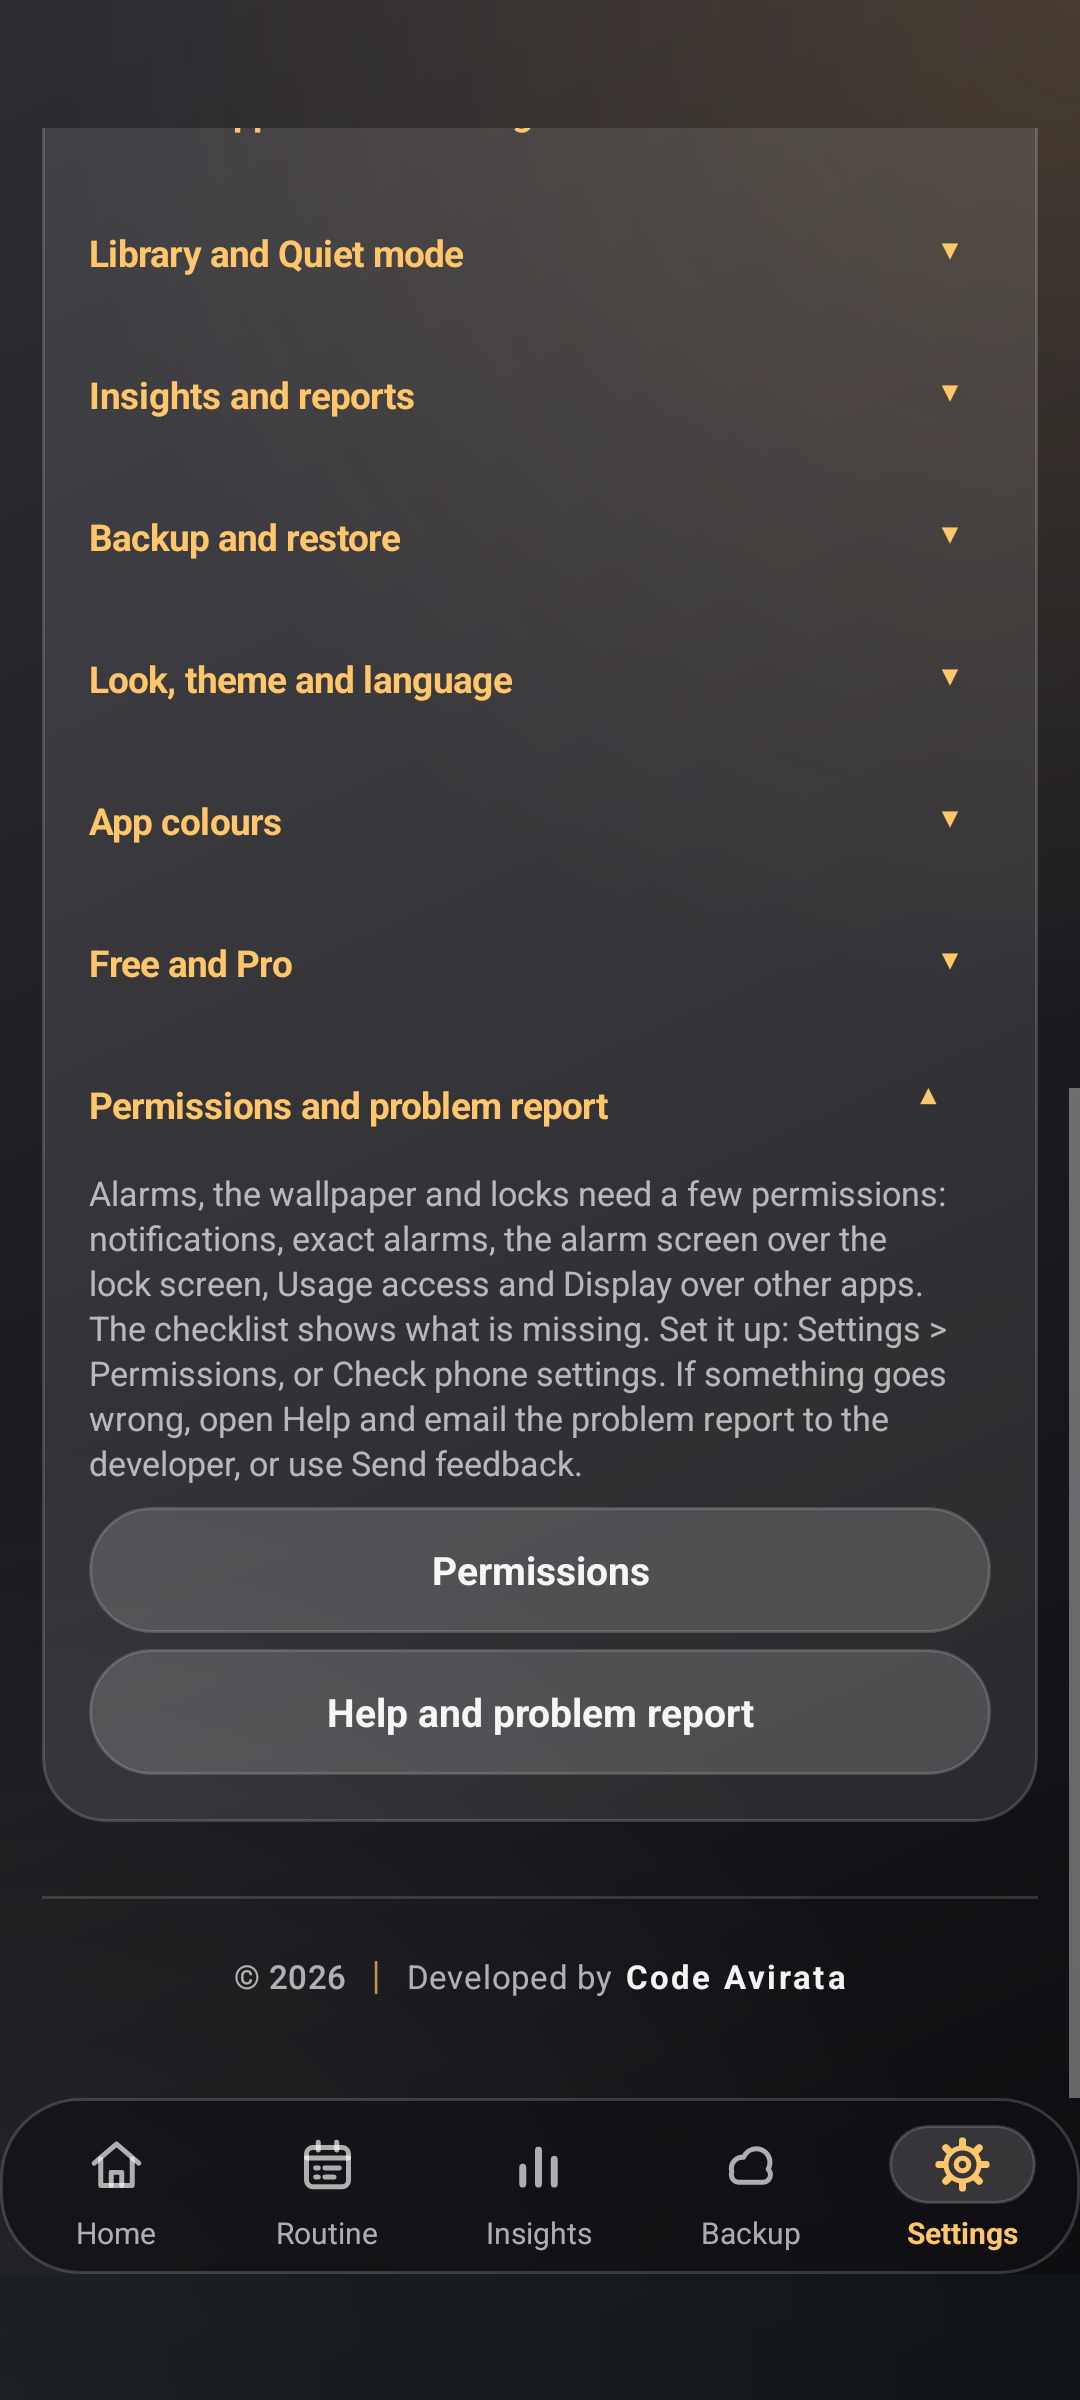 Library and Quiet mode
Insights and reports
Backup and restore
Look, theme and language
App colours
Free and Pro
Permissions and problem report
Alarms, the wallpaper and locks need a few permissions:
notifications, exact alarms, the alarm screen over the
lock screen, Usage access and Display over other apps.
The checklist shows what is missing. Set it up: Settings >
Permissions, or Check phone settings. If something goes
wrong, open Help and email the problem report to the
developer, or use Send feedback.
Permissions
Help and problem report
© 2026 | Developed by Code Avirata
Home Routine Insights Backup Settings